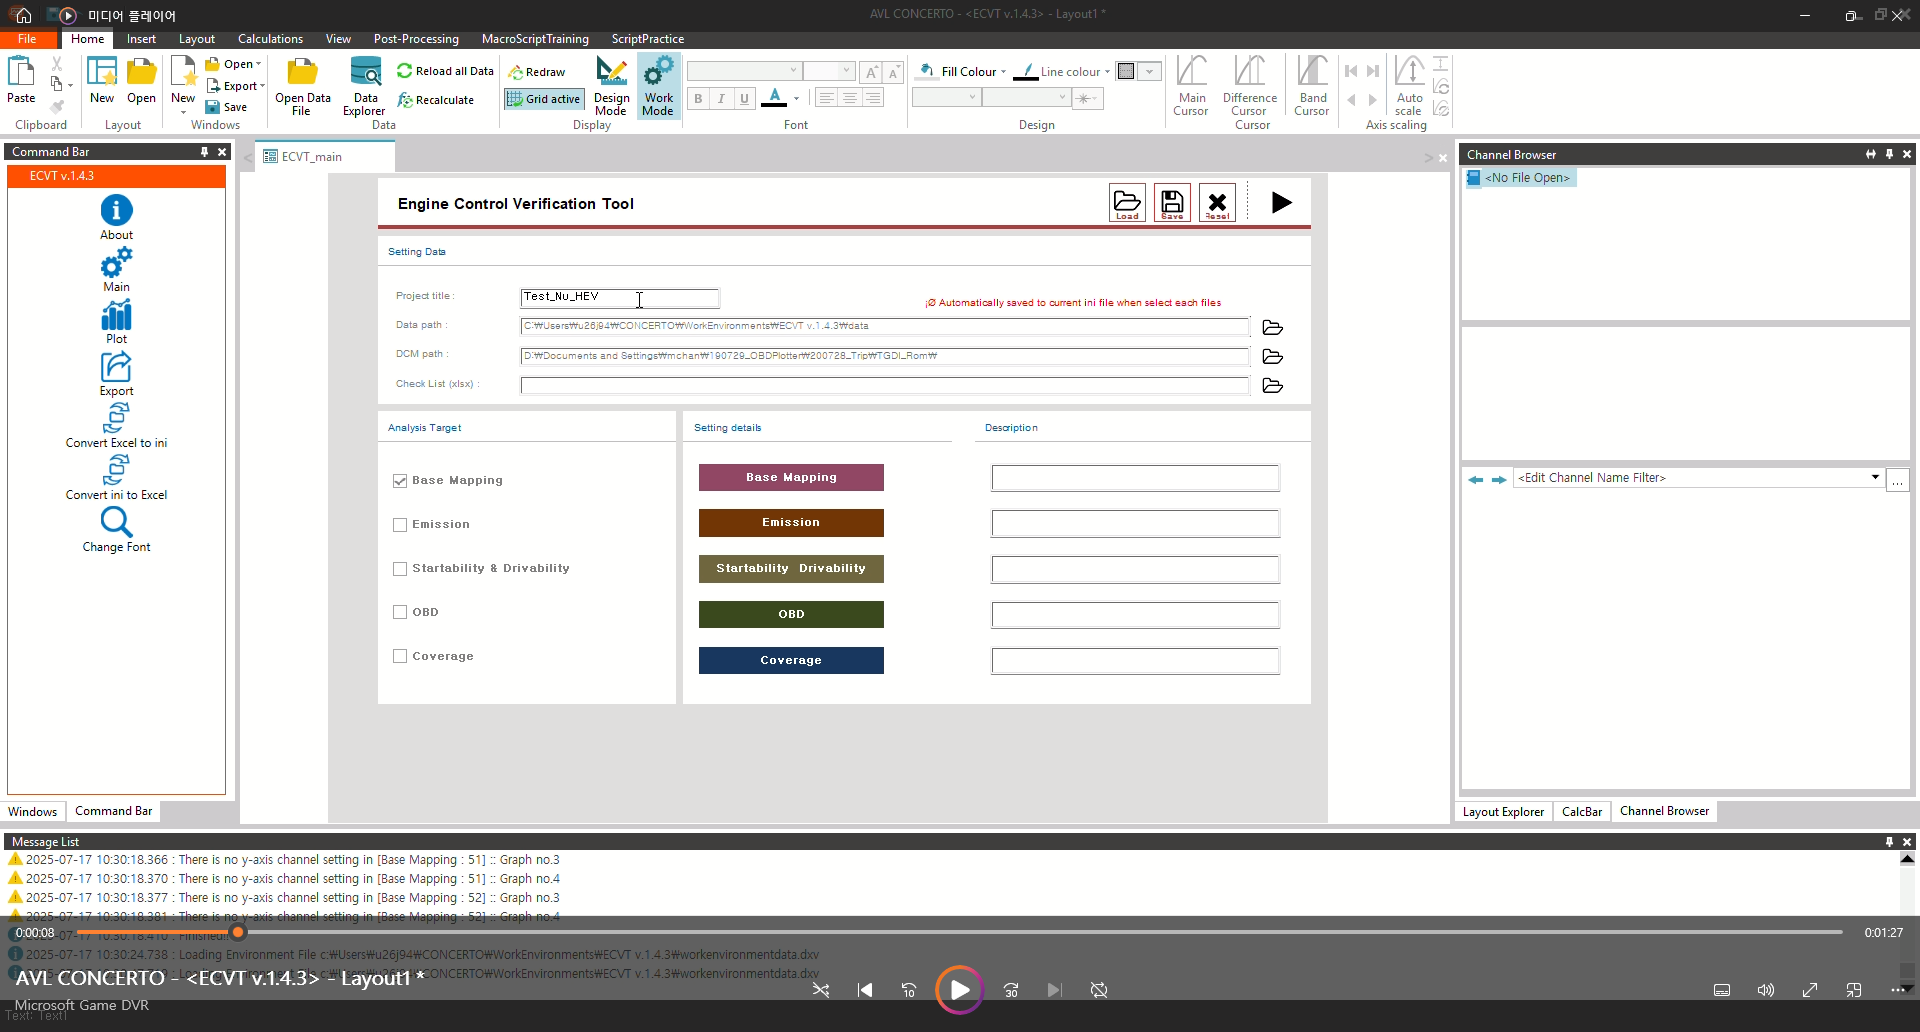 미디어 플레이어
AVL CONCERTO - <ECVT v.1.4.3> - Layout1 *
File Home Insert Layout Calculations View Post-Processing MacroScriptTraining ScriptPractice
Paste
Clipboard
New Open
Layout
New Open Export Save
Windows
Open Data File Data Explorer Reload all Data Recalculate
Data
Redraw Grid active Design Mode Work Mode
Display
B I U A
Font
Fill Colour Line colour
Design
Main Cursor Difference Cursor Band Cursor
Cursor
Auto scale
Axis scaling
Command Bar
ECVT v.1.4.3
About
Main
Plot
Export
Convert Excel to ini
Convert ini to Excel
Change Font
Windows Command Bar
ECVT_main
Engine Control Verification Tool
Load Save Reset
Setting Data
Project title : Test_Nu_HEV
¡Ø Automatically saved to current ini file when select each files
Data path : C:₩Users₩u26j94₩CONCERTO₩WorkEnvironments₩ECVT v.1.4.3₩data
DCM path : D:₩Documents and Settings₩mchan₩190729_OBDPlotter₩200728_Trip₩TGDI_Rom₩
Check List (xlsx) :
Analysis Target Setting details Description
Base Mapping Base Mapping
Emission Emission
Startability & Drivability Startability Drivability
OBD OBD
Coverage Coverage
Channel Browser
<No File Open>
<Edit Channel Name Filter>
...
Layout Explorer CalcBar Channel Browser
Message List
2025-07-17 10:30:18.366 : There is no y-axis channel setting in [Base Mapping : 51] :: Graph no.3
2025-07-17 10:30:18.370 : There is no y-axis channel setting in [Base Mapping : 51] :: Graph no.4
2025-07-17 10:30:18.377 : There is no y-axis channel setting in [Base Mapping : 52] :: Graph no.3
2025-07-17 10:30:18.381 : There is no y-axis channel setting in [Base Mapping : 52] :: Graph no.4
0:00:08
2025-07-17 10:30:18.410 : Finished!!
0:01:27
2025-07-17 10:30:24.738 : Loading Environment File c:₩Users₩u26j94₩CONCERTO₩WorkEnvironments₩ECVT v.1.4.3₩workenvironmentdata.dxv
CONCERTO₩WorkEnvironments₩ECVT v.1.4.3₩workenvironmentdata.dxv
AVL CONCERTO - <ECVT v.1.4.3> - Layout1 *
10 30
Microsoft Game DVR
Text: Text1